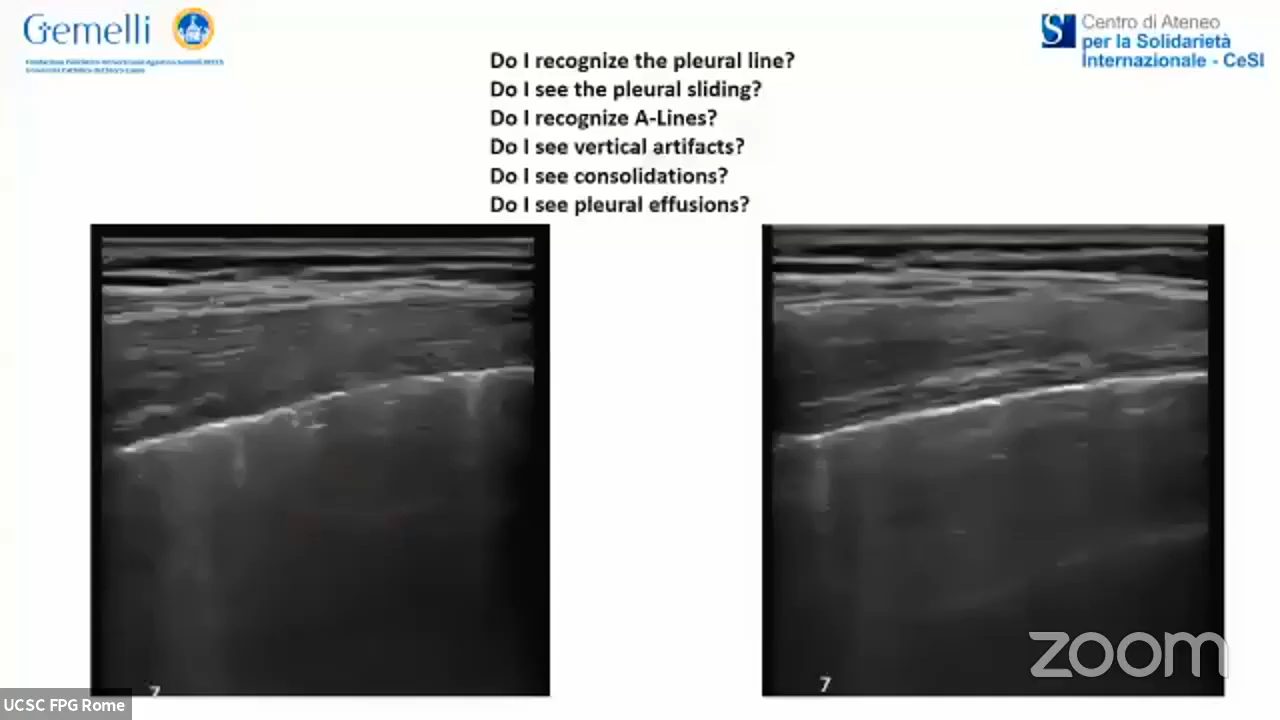 Gemelli
Centro di Ateneo
per la Solidarietà
Internazionale - CeSI
Do I recognize the pleural line?
Do I see the pleural sliding?
Do I recognize A-Lines?
Do I see vertical artifacts?
Do I see consolidations?
Do I see pleural effusions?
7
7
zoom
UCSC FPG Rome